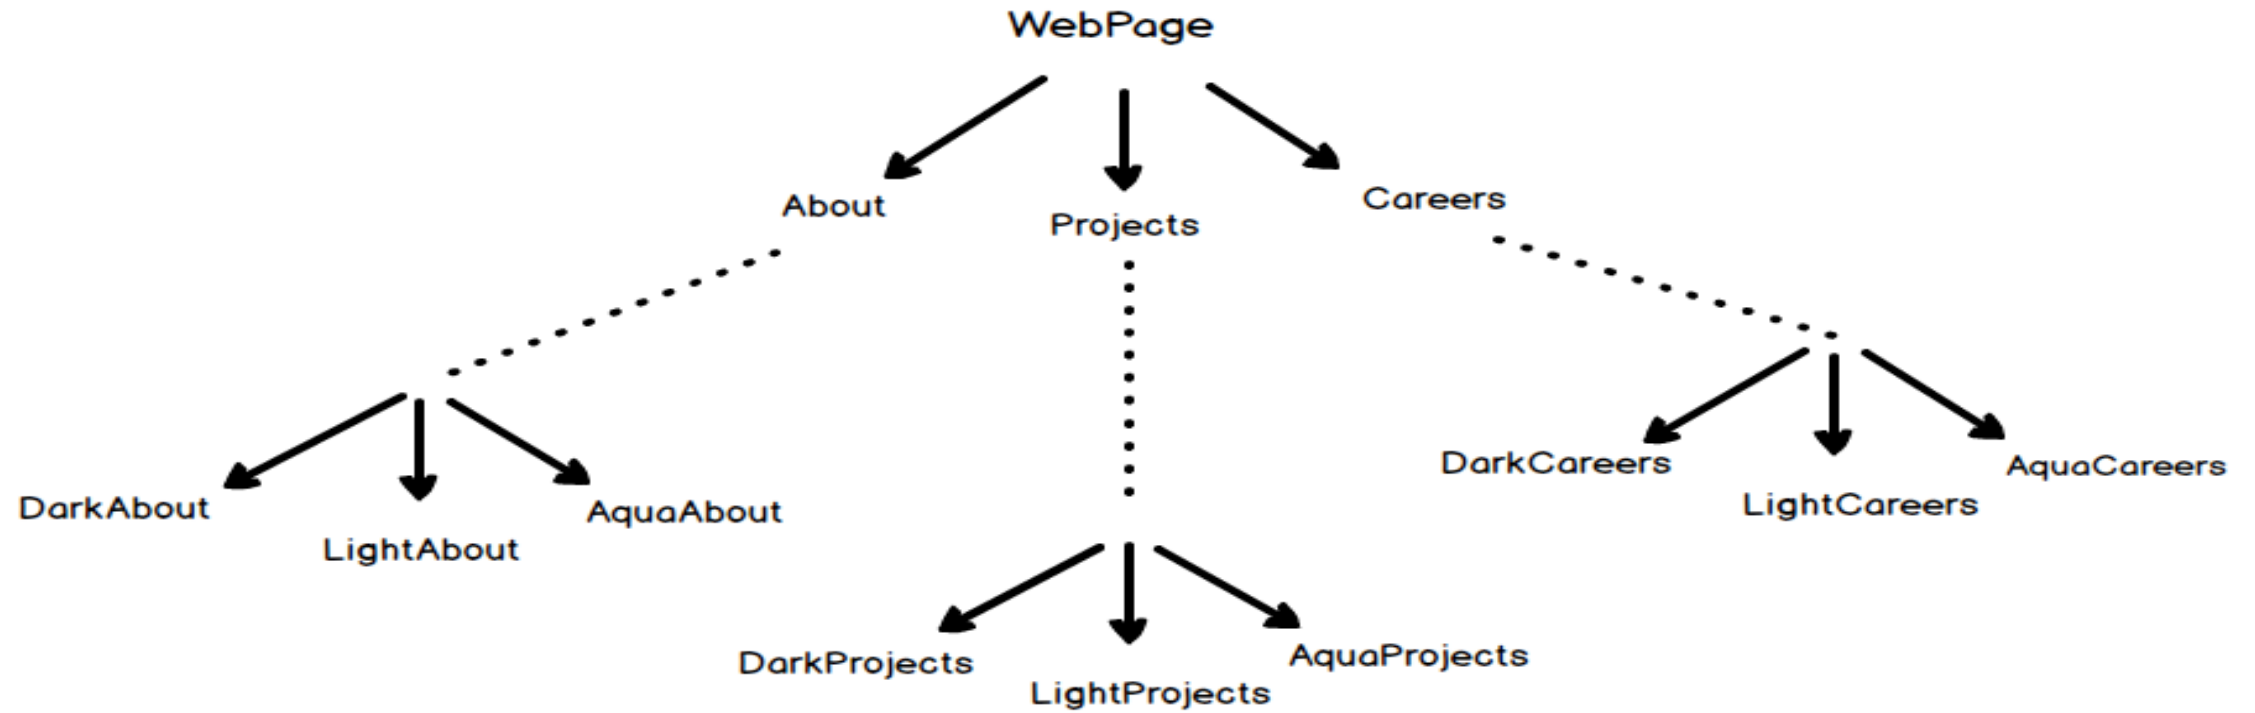 WebPage
About
Projects
Careers
DarkAbout
LightAbout
AquaAbout
DarkProjects
LightProjects
AquaProjects
DarkCareers
LightCareers
AquaCareers